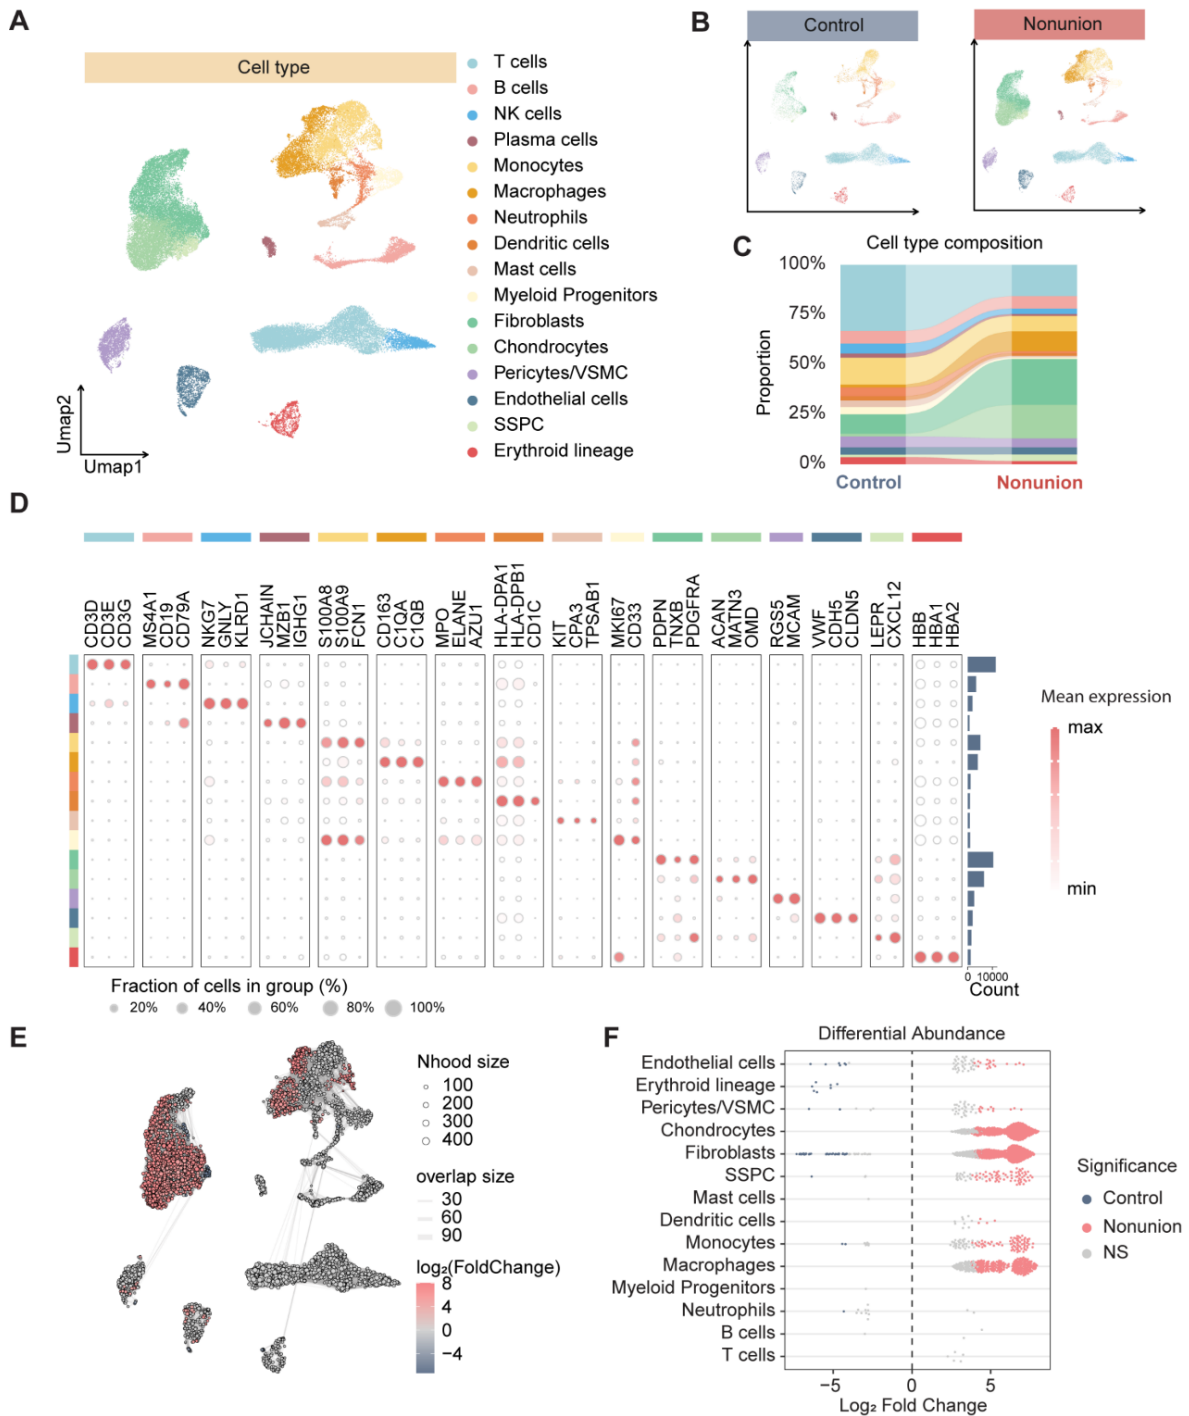 A
Cell type
T cells
B cells
NK cells
Plasma cells
Monocytes
Macrophages
Neutrophils
Dendritic cells
Mast cells
Myeloid Progenitors
Fibroblasts
Chondrocytes
Pericytes/VSMC
Endothelial cells
SSPC
Erythroid lineage
Umap2
Umap1
B
Control
Nonunion
C
Cell type composition
Proportion
100%
75%
50%
25%
0%
Control
Nonunion
D
CD3D
CD3E
CD3G
MS4A1
CD19
CD79A
NKG7
GNLY
KLRD1
JCHAIN
MZB1
IGHG1
S100A8
S100A9
FCN1
CD163
C1QA
C1QB
MPO
ELANE
AZU1
HLA-DPA1
HLA-DPB1
CD1C
KIT
CPA3
TPSAB1
MKI67
CD33
PDPN
TNXB
PDGFRA
ACAN
MATN3
OMD
RGS5
MCAM
VWF
CDH5
CLDN5
LEPR
CXCL12
HBB
HBA1
HBA2
Mean expression
max
min
0 10000
Count
Fraction of cells in group (%)
20% 40% 60% 80% 100%
E
Nhood size
100
200
300
400
overlap size
30
60
90
log₂(FoldChange)
8
4
0
−4
F
Differential Abundance
Endothelial cells
Erythroid lineage
Pericytes/VSMC
Chondrocytes
Fibroblasts
SSPC
Mast cells
Dendritic cells
Monocytes
Macrophages
Myeloid Progenitors
Neutrophils
B cells
T cells
−5 0 5
Log₂ Fold Change
Significance
Control
Nonunion
NS